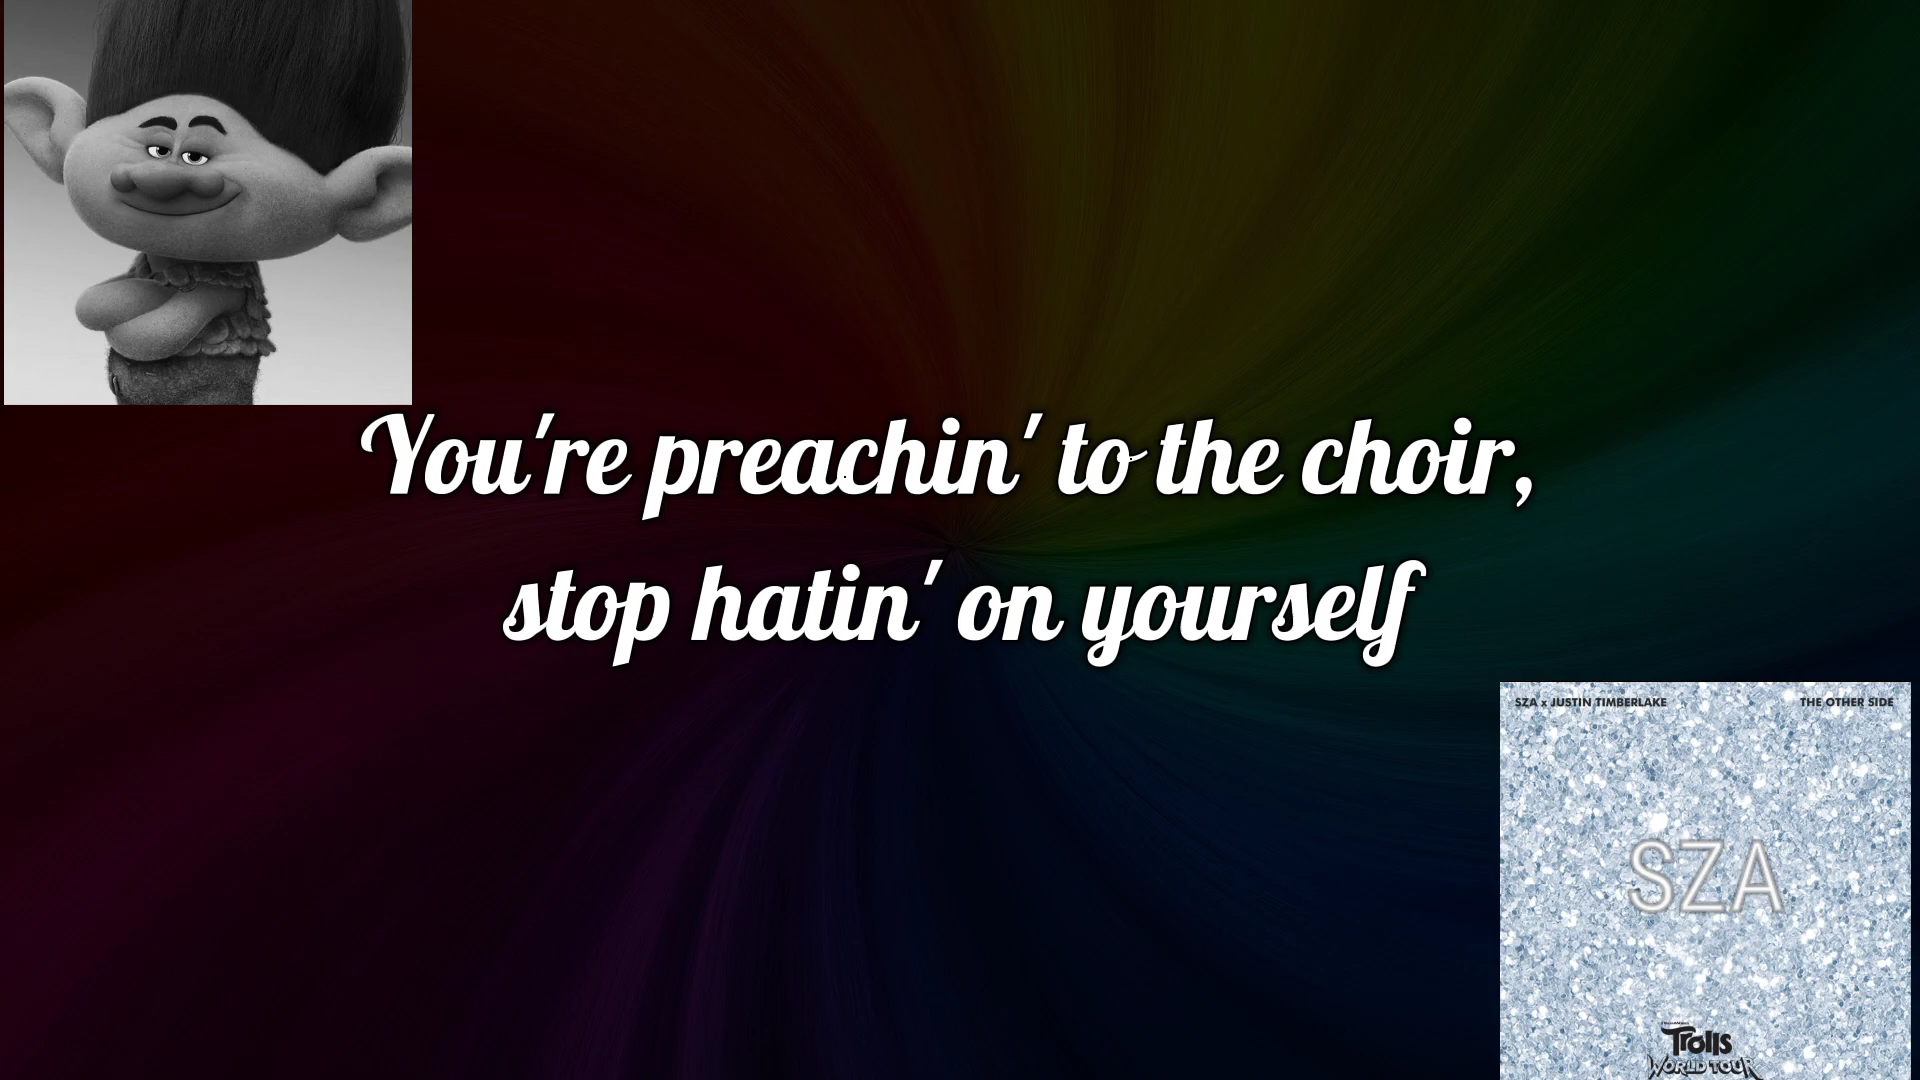 You're preachin' to the choir,
stop hatin' on yourself
SZA x JUSTIN TIMBERLAKE
THE OTHER SIDE
SZA
Trolls
WORLD TOUR